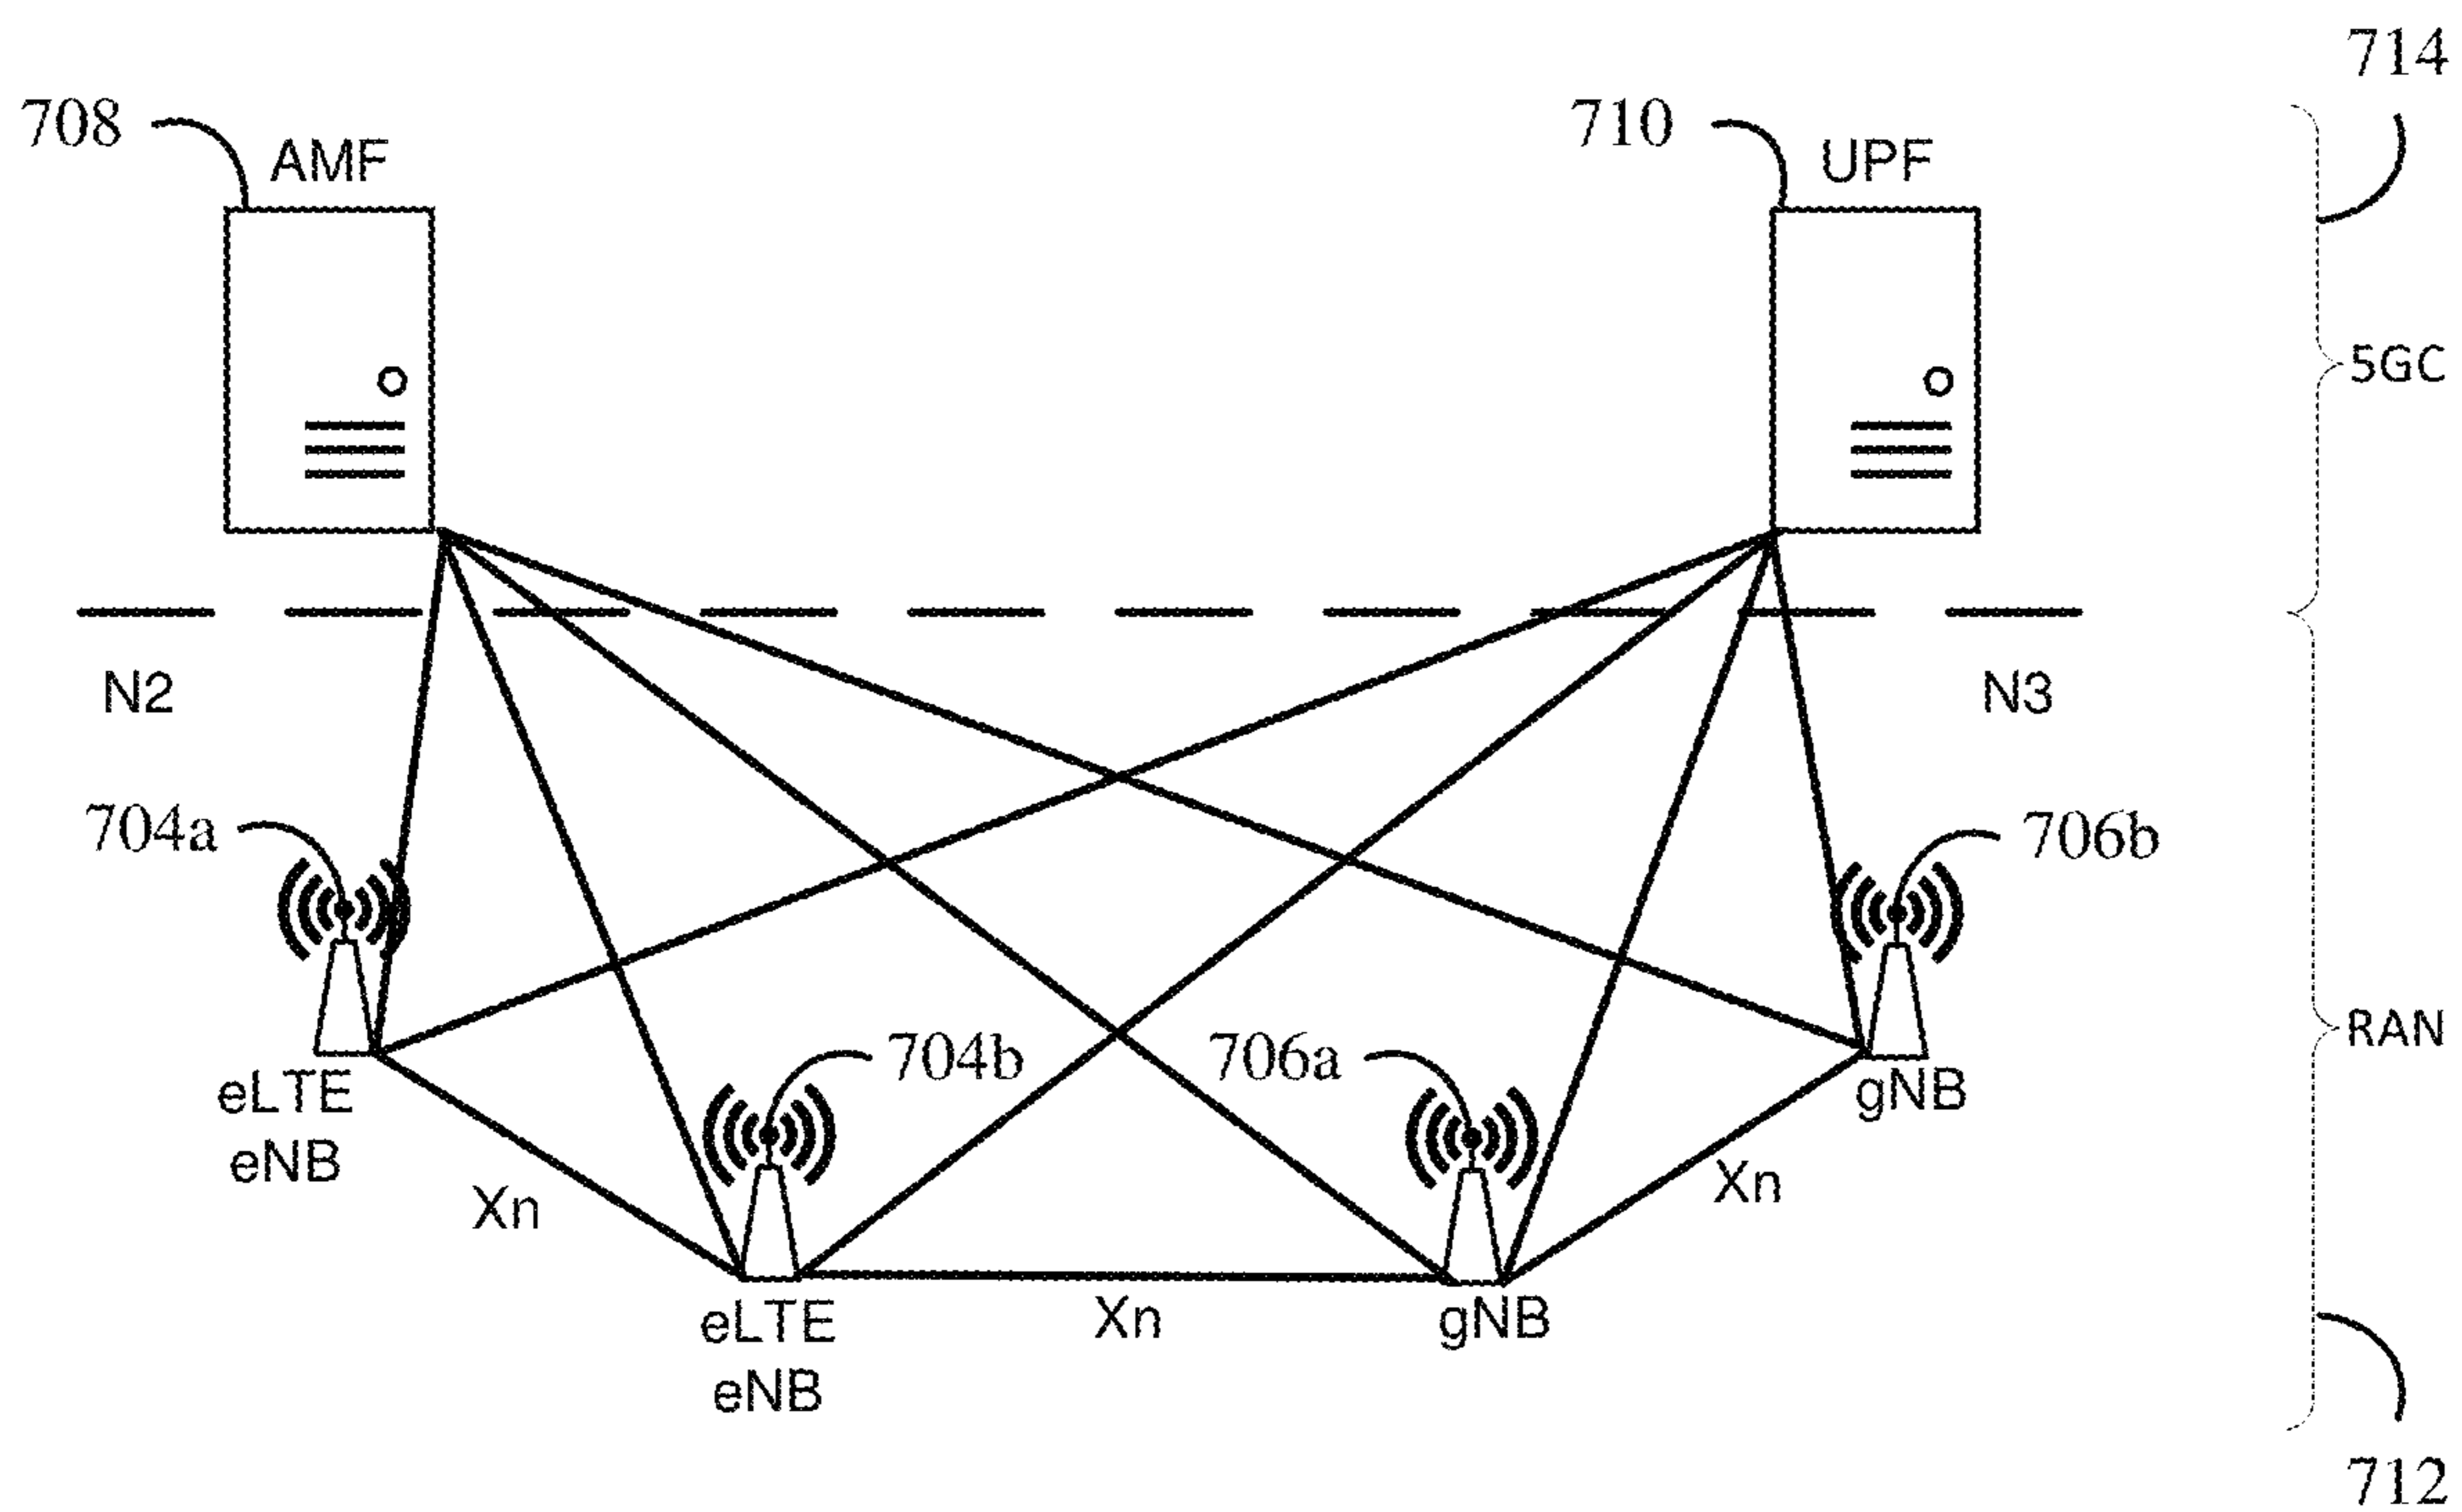 714
708
AMF
710
UPF
5GC
N2
N3
704a
706b
704b
706a
RAN
eLTE
eNB
gNB
Xn
Xn
eLTE
eNB
Xn
gNB
712